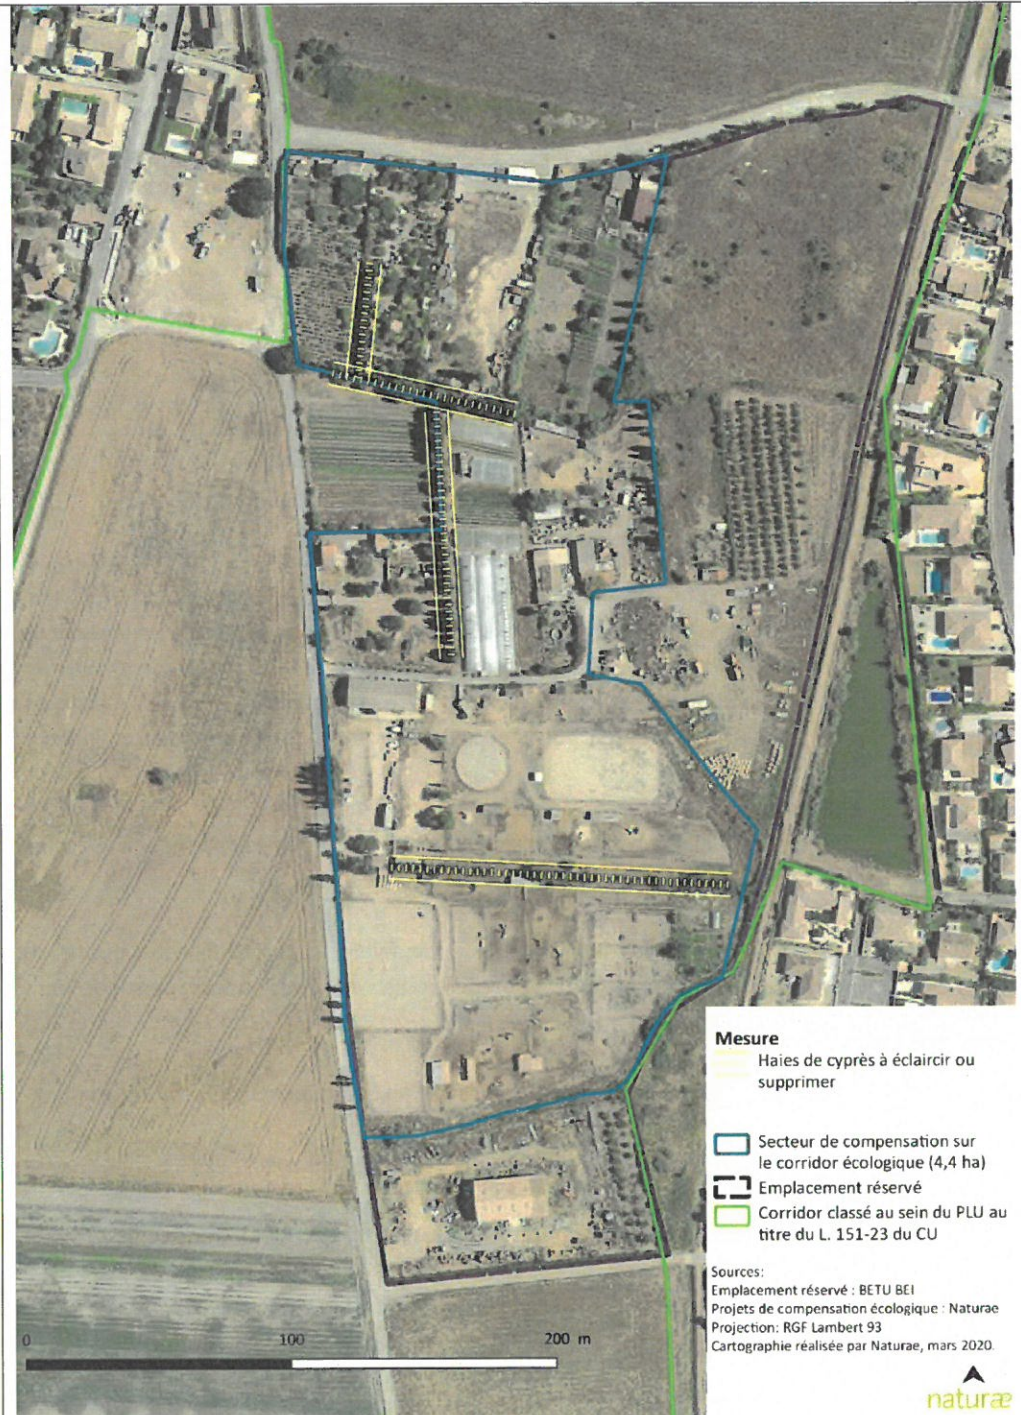 Mesure
Haies de cyprès à éclaircir ou
supprimer
Secteur de compensation sur
le corridor écologique (4,4 ha)
Emplacement réservé
Corridor classé au sein du PLU au
titre du L. 151-23 du CU
Sources:
Emplacement réservé : BETU BEI
Projets de compensation écologique : Naturae
Projection: RGF Lambert 93
Cartographie réalisée par Naturae, mars 2020.
0 100 200 m
naturæ